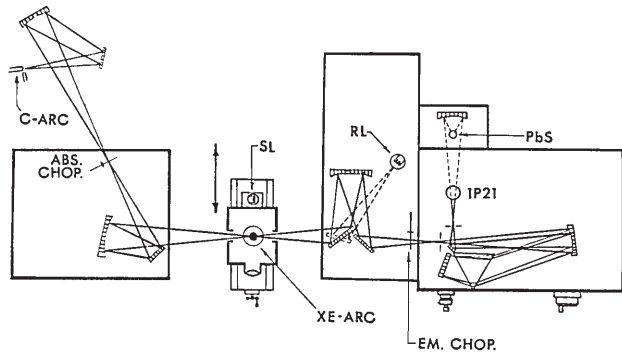 C-ARC
ABS.
CHOP.
SL
RL
PbS
1P21
XE-ARC
EM. CHOP.